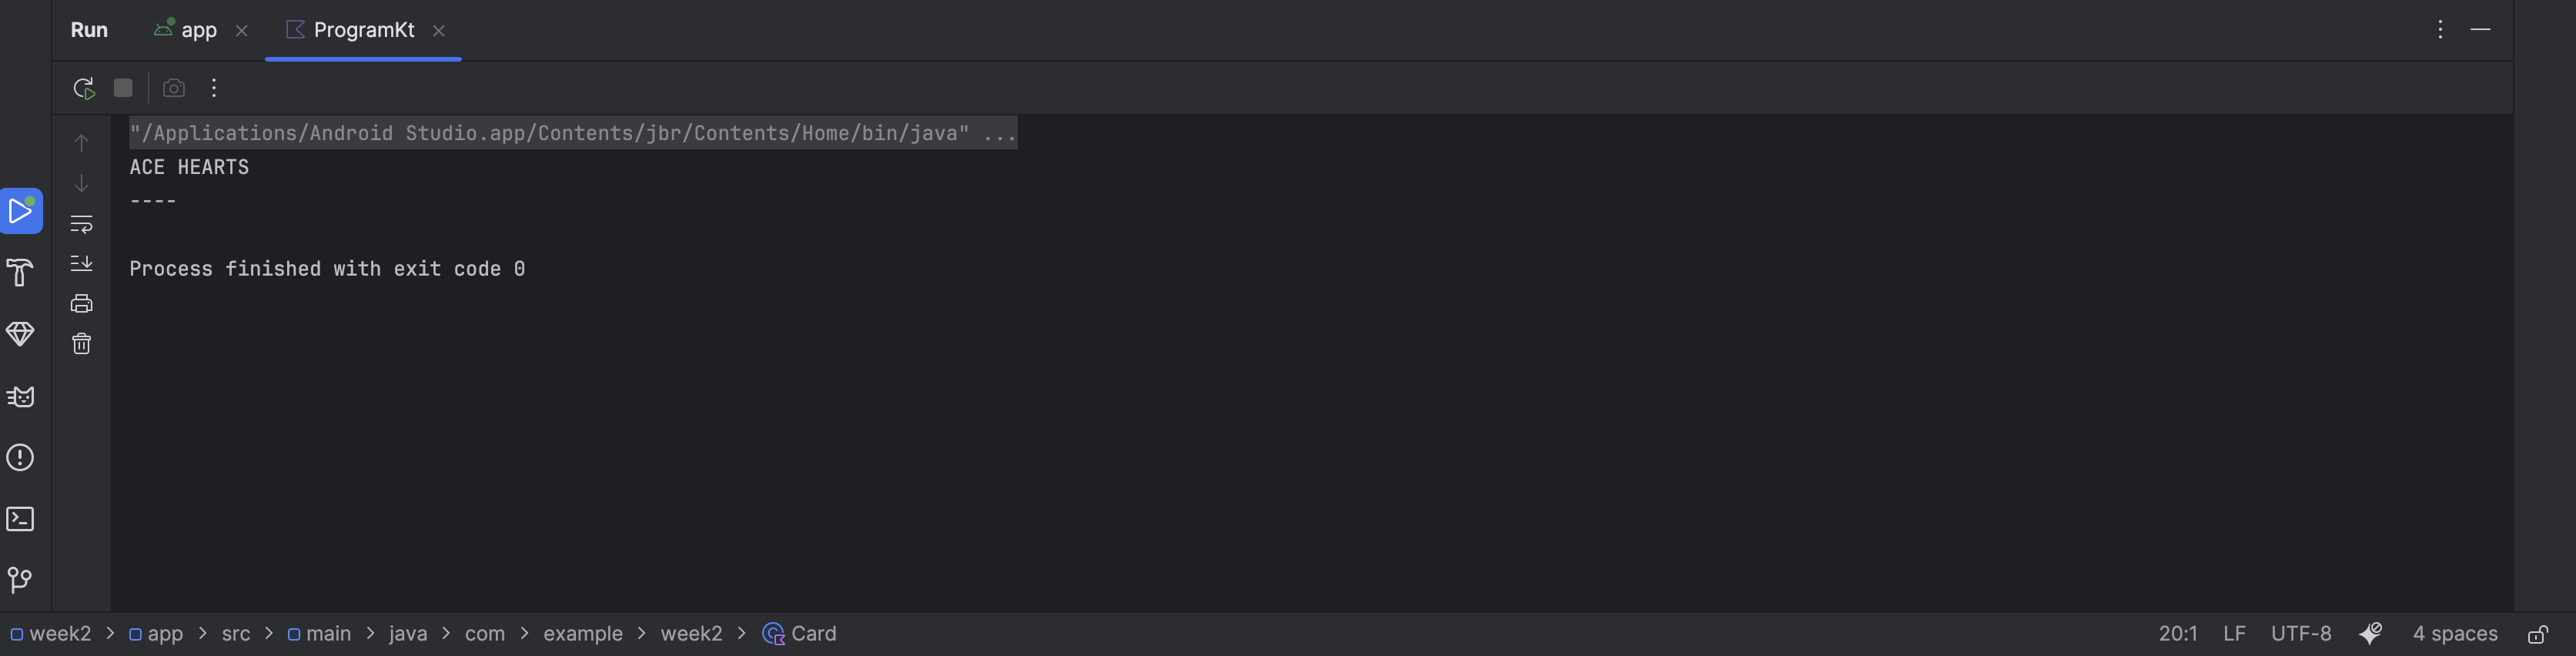 Run app ProgramKt
"/Applications/Android Studio.app/Contents/jbr/Contents/Home/bin/java" ...
ACE HEARTS
----
Process finished with exit code 0
week2 > app > src > main > java > com > example > week2 > Card 20:1 LF UTF-8 4 spaces